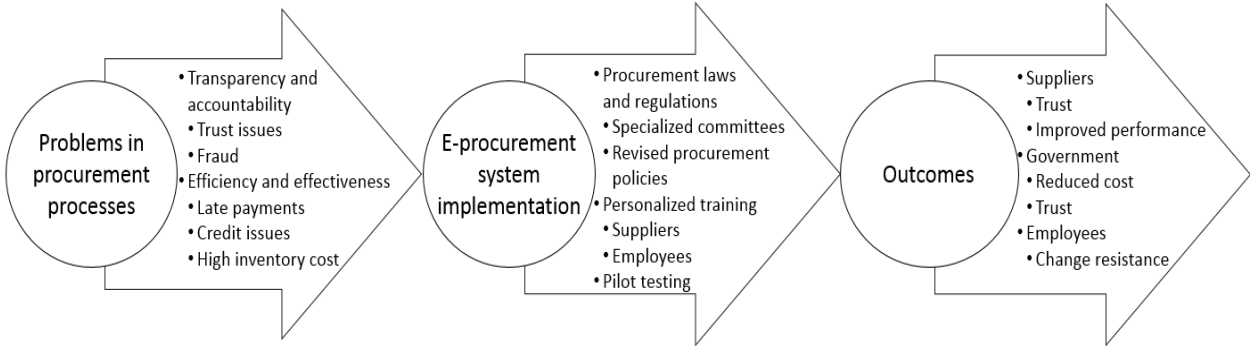 Problems in
procurement
processes
• Transparency and
accountability
• Trust issues
• Fraud
• Efficiency and effectiveness
• Late payments
• Credit issues
• High inventory cost
E-procurement
system
implementation
• Procurement laws
and regulations
• Specialized committees
• Revised procurement
policies
• Personalized training
• Suppliers
• Employees
• Pilot testing
Outcomes
• Suppliers
• Trust
• Improved performance
• Government
• Reduced cost
• Trust
• Employees
• Change resistance